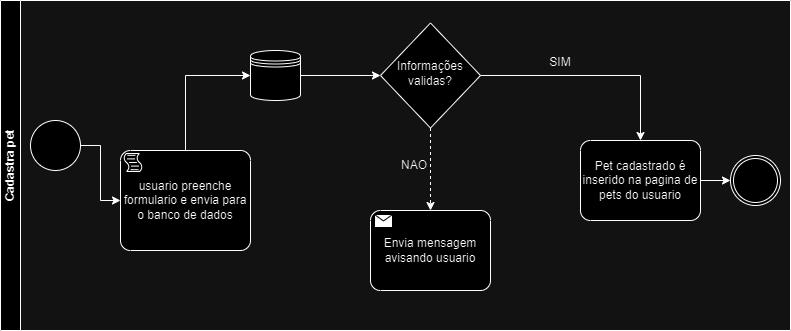 Cadastra pet
usuario preenche
formulario e envia para
o banco de dados
Informações
validas?
SIM
NAO
Envia mensagem
avisando usuario
Pet cadastrado é
inserido na pagina de
pets do usuario